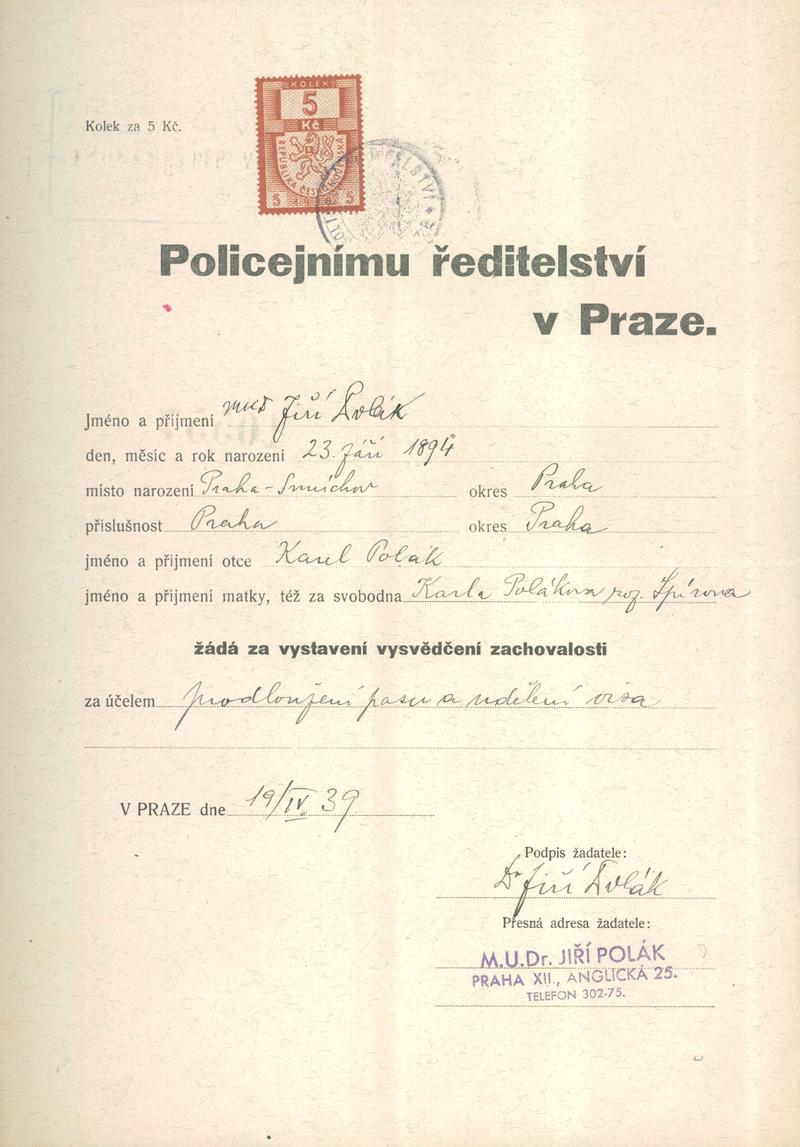 KOLEK
5
Kč
REPUBLIKA ČESKOSLOVENSKÁ
5 5
Kolek za 5 Kč.
Policejnímu ředitelství
v Praze.
Jméno a příjmení MUDr Jiří Polák
den, měsíc a rok narození 23. září 1894
místo narození Praha-Smíchov okres Praha
příslušnost Praha okres Praha
jméno a příjmení otce Karel Polák
jméno a příjmení matky, též za svobodna Karla Poláková roz. Špírova
žádá za vystavení vysvědčení zachovalosti
za účelem prodloužení pasu a udělení visa
V PRAZE dne 19/IV 39
Podpis žadatele:
Dr Jiří Polák
Přesná adresa žadatele:
M.U.Dr. JIŘÍ POLÁK
PRAHA XII., ANGLICKÁ 25.
TELEFON 302-75.